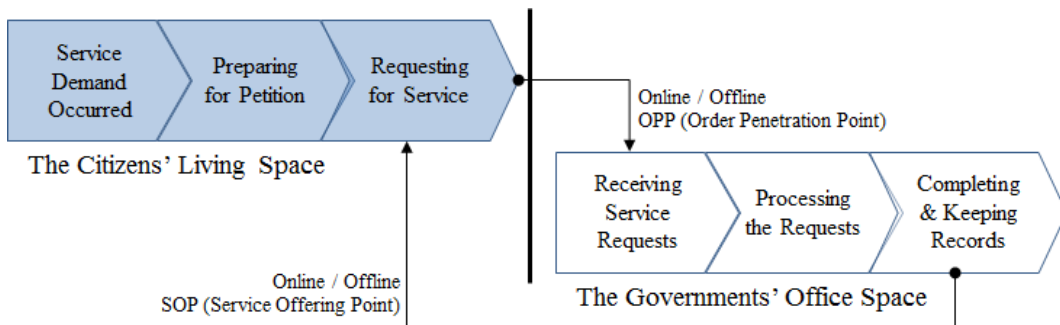 Service
Demand
Occurred
Preparing
for Petition
Requesting
for Service
The Citizens’ Living Space
Online / Offline
OPP (Order Penetration Point)
Receiving
Service
Requests
Processing
the Requests
Completing
& Keeping
Records
Online / Offline
SOP (Service Offering Point)
The Governments’ Office Space